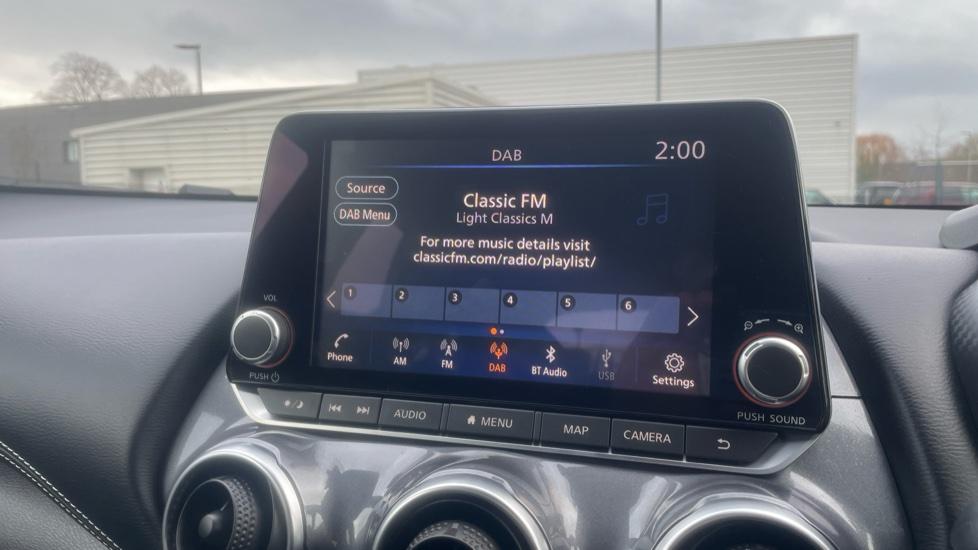 DAB
2:00
Source
DAB Menu
Classic FM
Light Classics M
For more music details visit
classicfm.com/radio/playlist/
1 2 3 4 5 6
Phone
AM
FM
DAB
BT Audio
USB
Settings
VOL
PUSH
PUSH SOUND
AUDIO
MENU
MAP
CAMERA